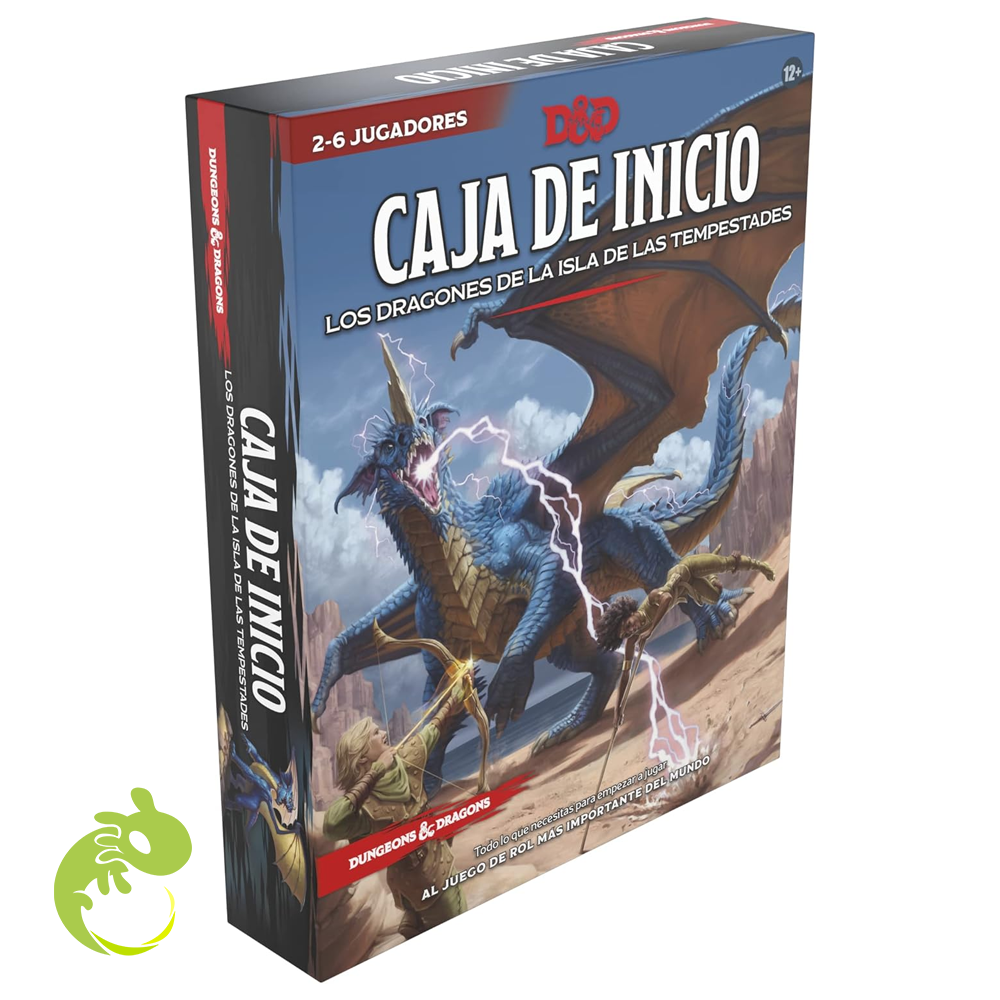 DUNGEONS & DRAGONS
CAJA DE INICIO
12+
2-6 JUGADORES
D&D
CAJA DE INICIO
LOS DRAGONES DE LA ISLA DE LAS TEMPESTADES
DUNGEONS & DRAGONS
Todo lo que necesitas para empezar a jugar
AL JUEGO DE ROL MÁS IMPORTANTE DEL MUNDO
DUNGEONS & DRAGONS
CAJA DE INICIO
LOS DRAGONES DE LA ISLA DE LAS TEMPESTADES